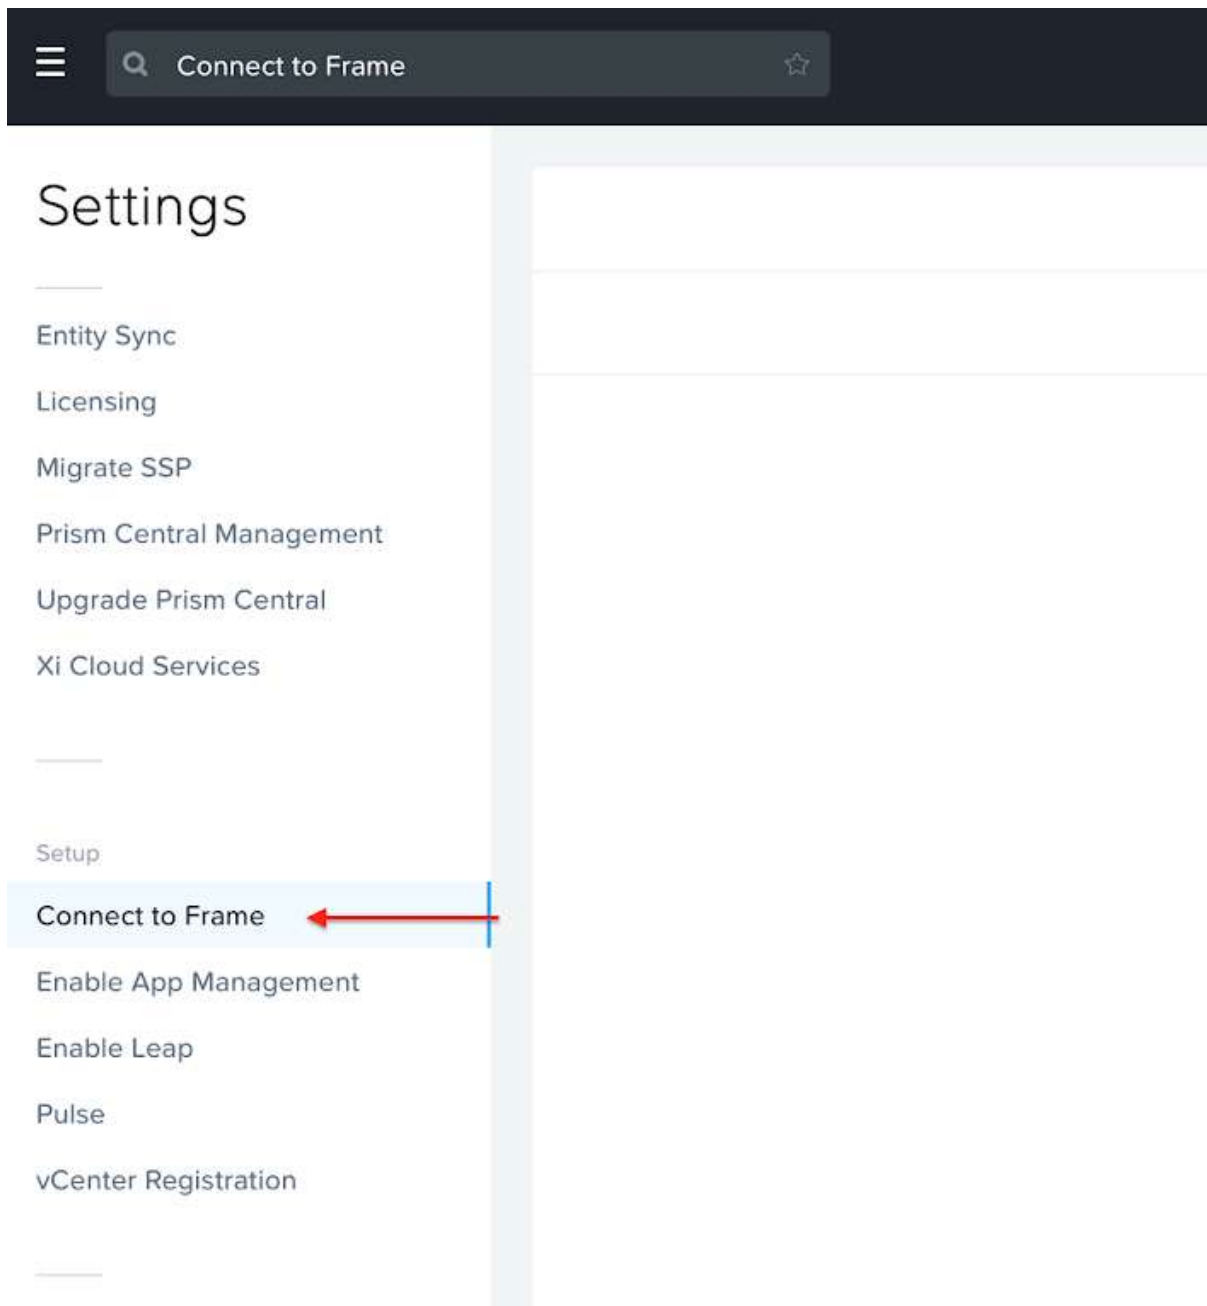 Connect to Frame
Settings
Entity Sync
Licensing
Migrate SSP
Prism Central Management
Upgrade Prism Central
Xi Cloud Services
Setup
Connect to Frame
Enable App Management
Enable Leap
Pulse
vCenter Registration